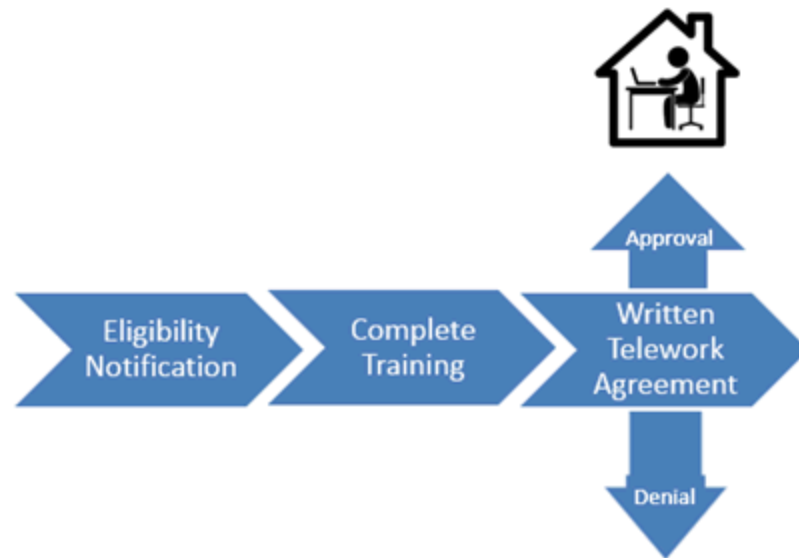 Approval
Eligibility
Notification
Complete
Training
Written
Telework
Agreement
Denial